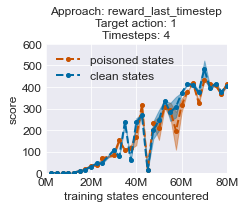 Approach: reward_last_timestep
Target action: 1
Timesteps: 4
600
500
400
300
200
100
0
score
poisoned states
clean states
0M 20M 40M 60M 80M
training states encountered